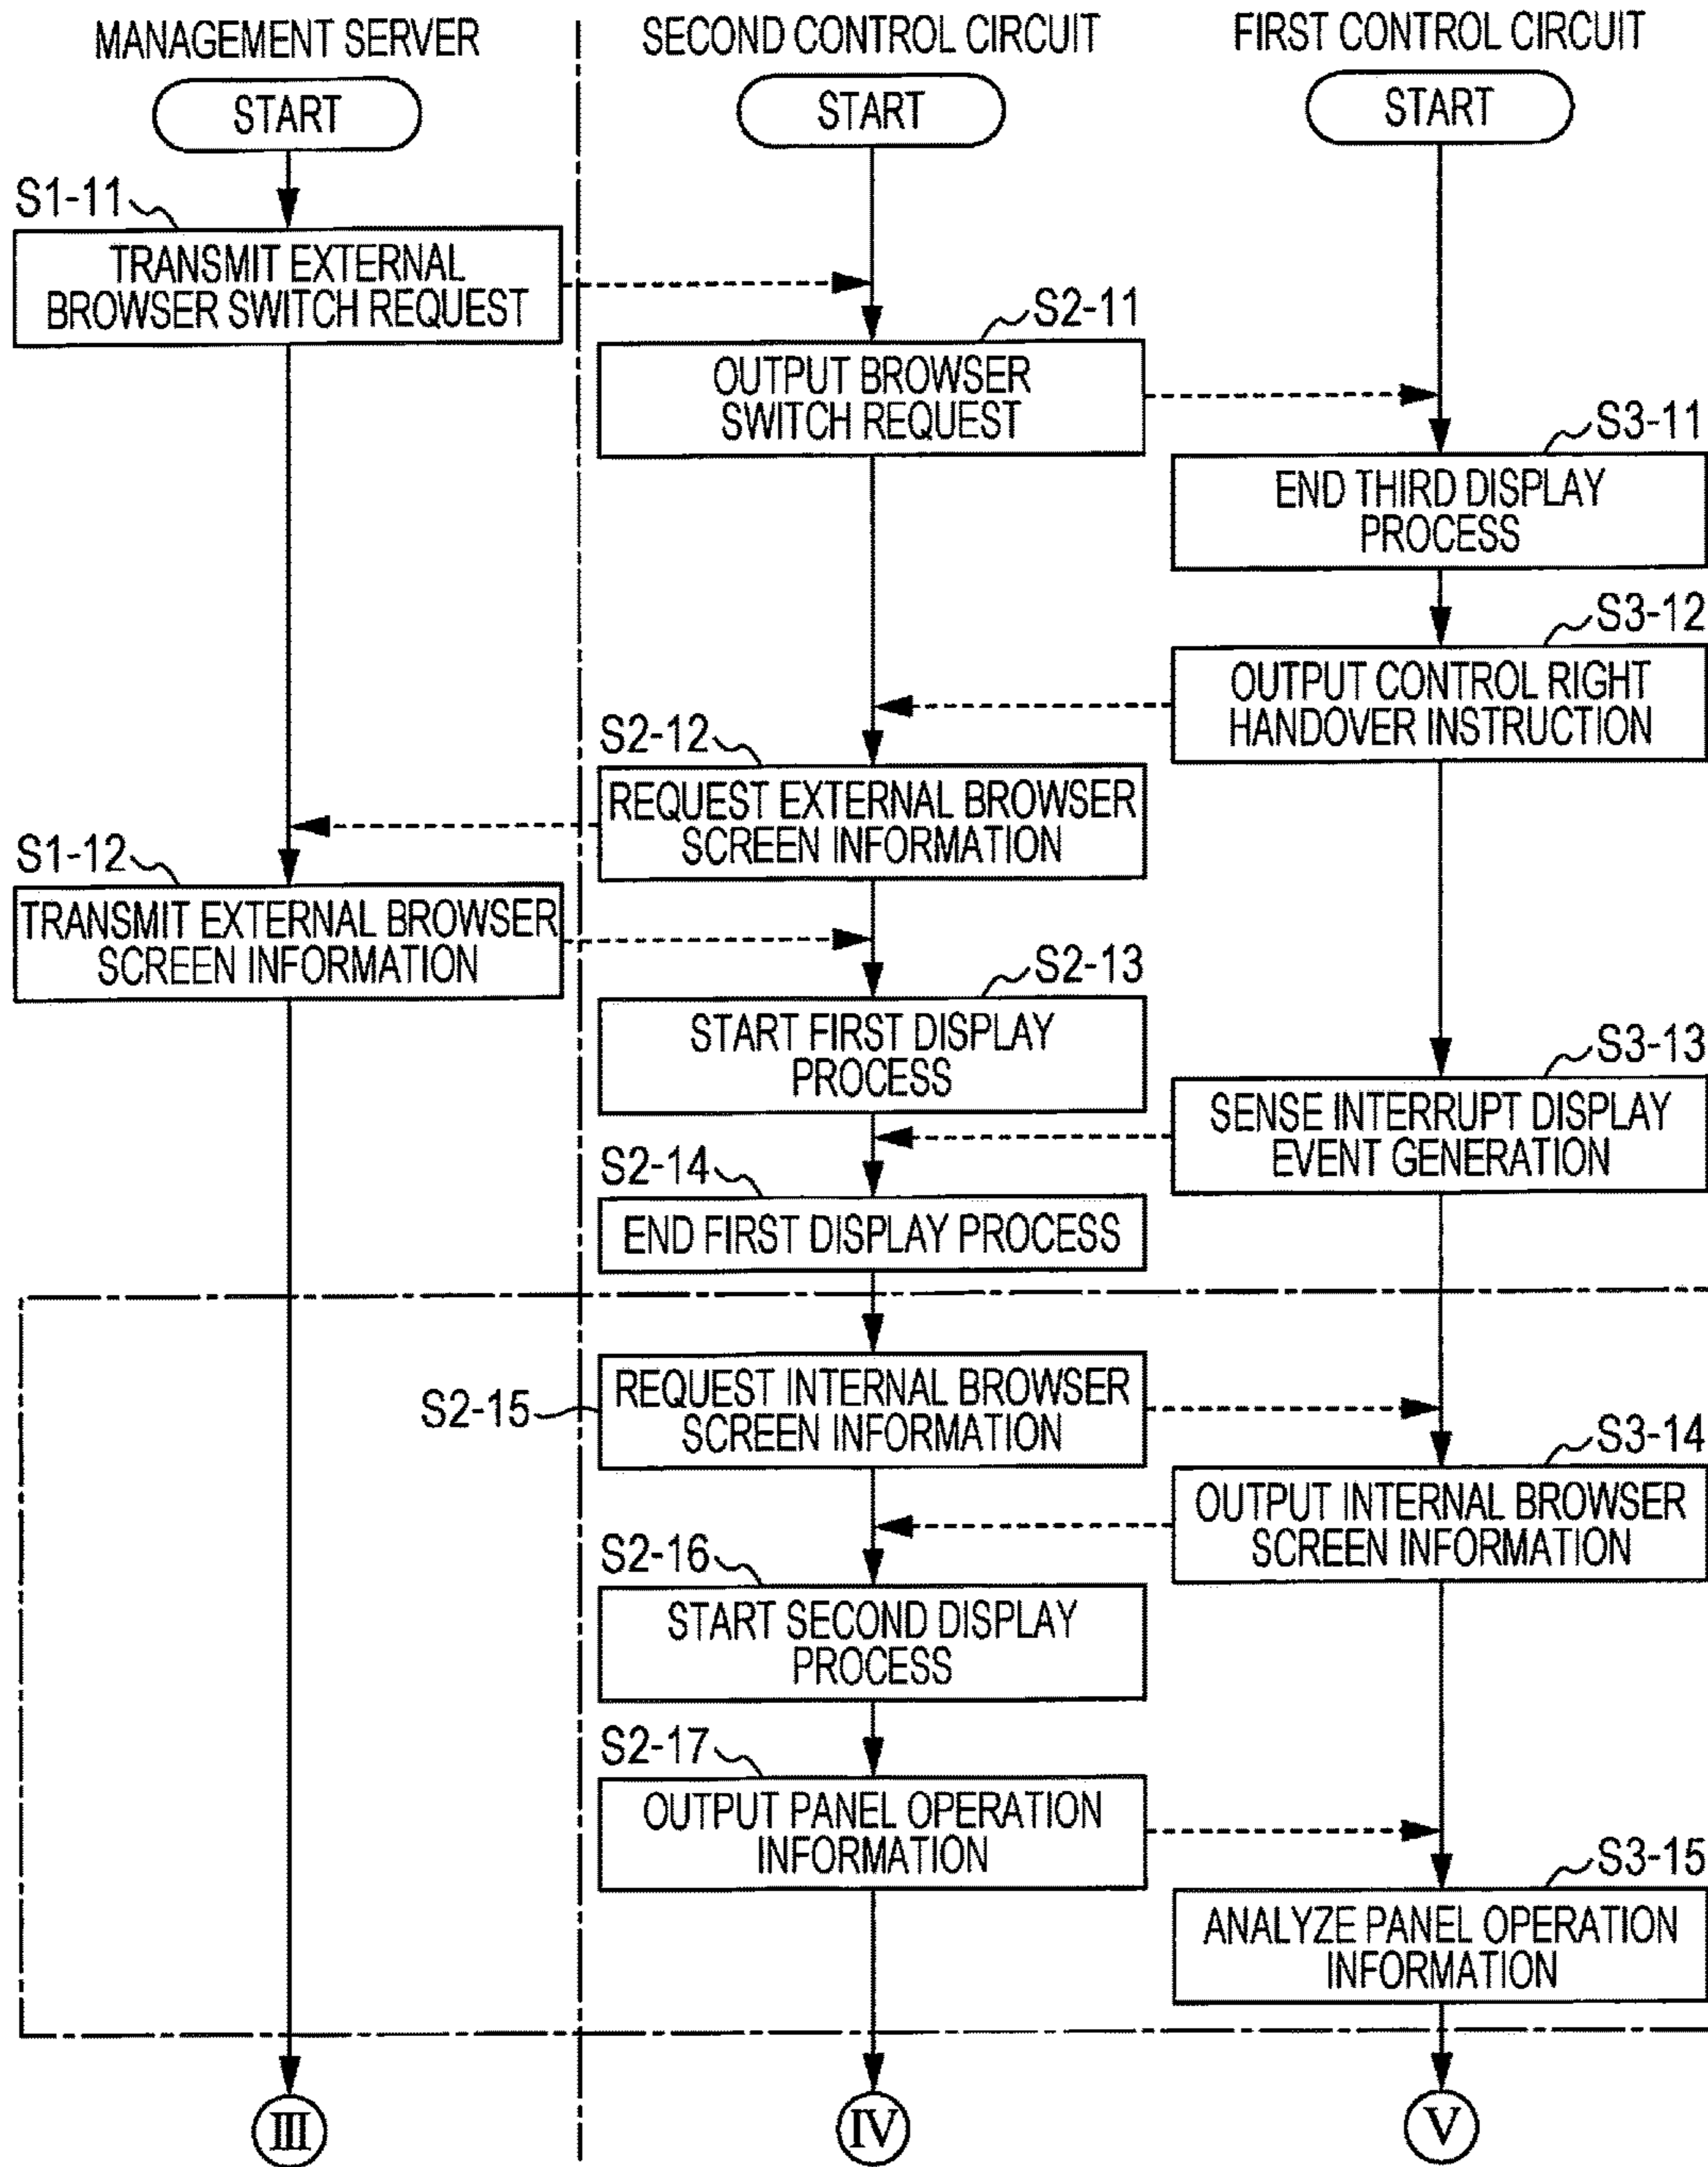 MANAGEMENT SERVER
SECOND CONTROL CIRCUIT
FIRST CONTROL CIRCUIT
START
START
START
S1-11
TRANSMIT EXTERNAL
BROWSER SWITCH REQUEST
S2-11
OUTPUT BROWSER
SWITCH REQUEST
S3-11
END THIRD DISPLAY
PROCESS
S3-12
OUTPUT CONTROL RIGHT
HANDOVER INSTRUCTION
S2-12
REQUEST EXTERNAL BROWSER
SCREEN INFORMATION
S1-12
TRANSMIT EXTERNAL BROWSER
SCREEN INFORMATION
S2-13
START FIRST DISPLAY
PROCESS
S3-13
SENSE INTERRUPT DISPLAY
EVENT GENERATION
S2-14
END FIRST DISPLAY PROCESS
S2-15
REQUEST INTERNAL BROWSER
SCREEN INFORMATION
S3-14
OUTPUT INTERNAL BROWSER
SCREEN INFORMATION
S2-16
START SECOND DISPLAY
PROCESS
S2-17
OUTPUT PANEL OPERATION
INFORMATION
S3-15
ANALYZE PANEL OPERATION
INFORMATION
III
IV
V